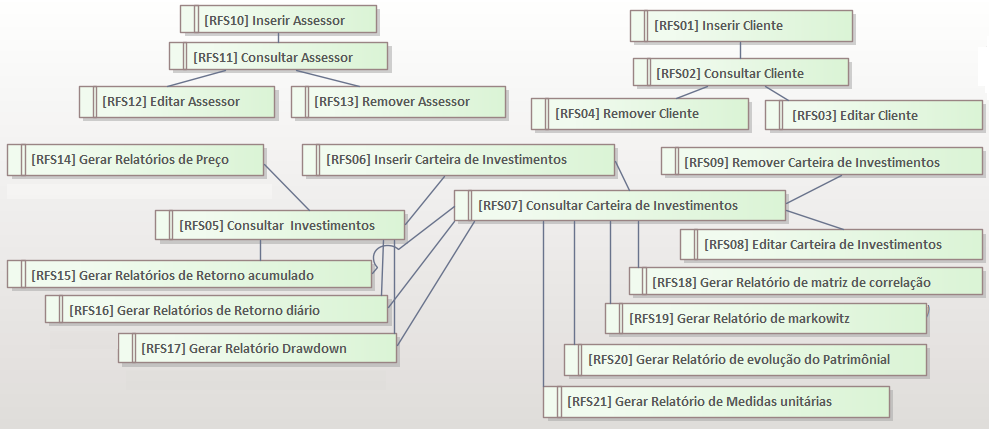 [RFS10] Inserir Assessor
[RFS01] Inserir Cliente
[RFS11] Consultar Assessor
[RFS02] Consultar Cliente
[RFS12] Editar Assessor
[RFS13] Remover Assessor
[RFS04] Remover Cliente
[RFS03] Editar Cliente
[RFS14] Gerar Relatórios de Preço
[RFS06] Inserir Carteira de Investimentos
[RFS09] Remover Carteira de Investimentos
[RFS07] Consultar Carteira de Investimentos
[RFS05] Consultar Investimentos
[RFS08] Editar Carteira de Investimentos
[RFS15] Gerar Relatórios de Retorno acumulado
[RFS18] Gerar Relatório de matriz de correlação
[RFS16] Gerar Relatórios de Retorno diário
[RFS19] Gerar Relatório de markowitz
[RFS17] Gerar Relatório Drawdown
[RFS20] Gerar Relatório de evolução do Patrimônial
[RFS21] Gerar Relatório de Medidas unitárias